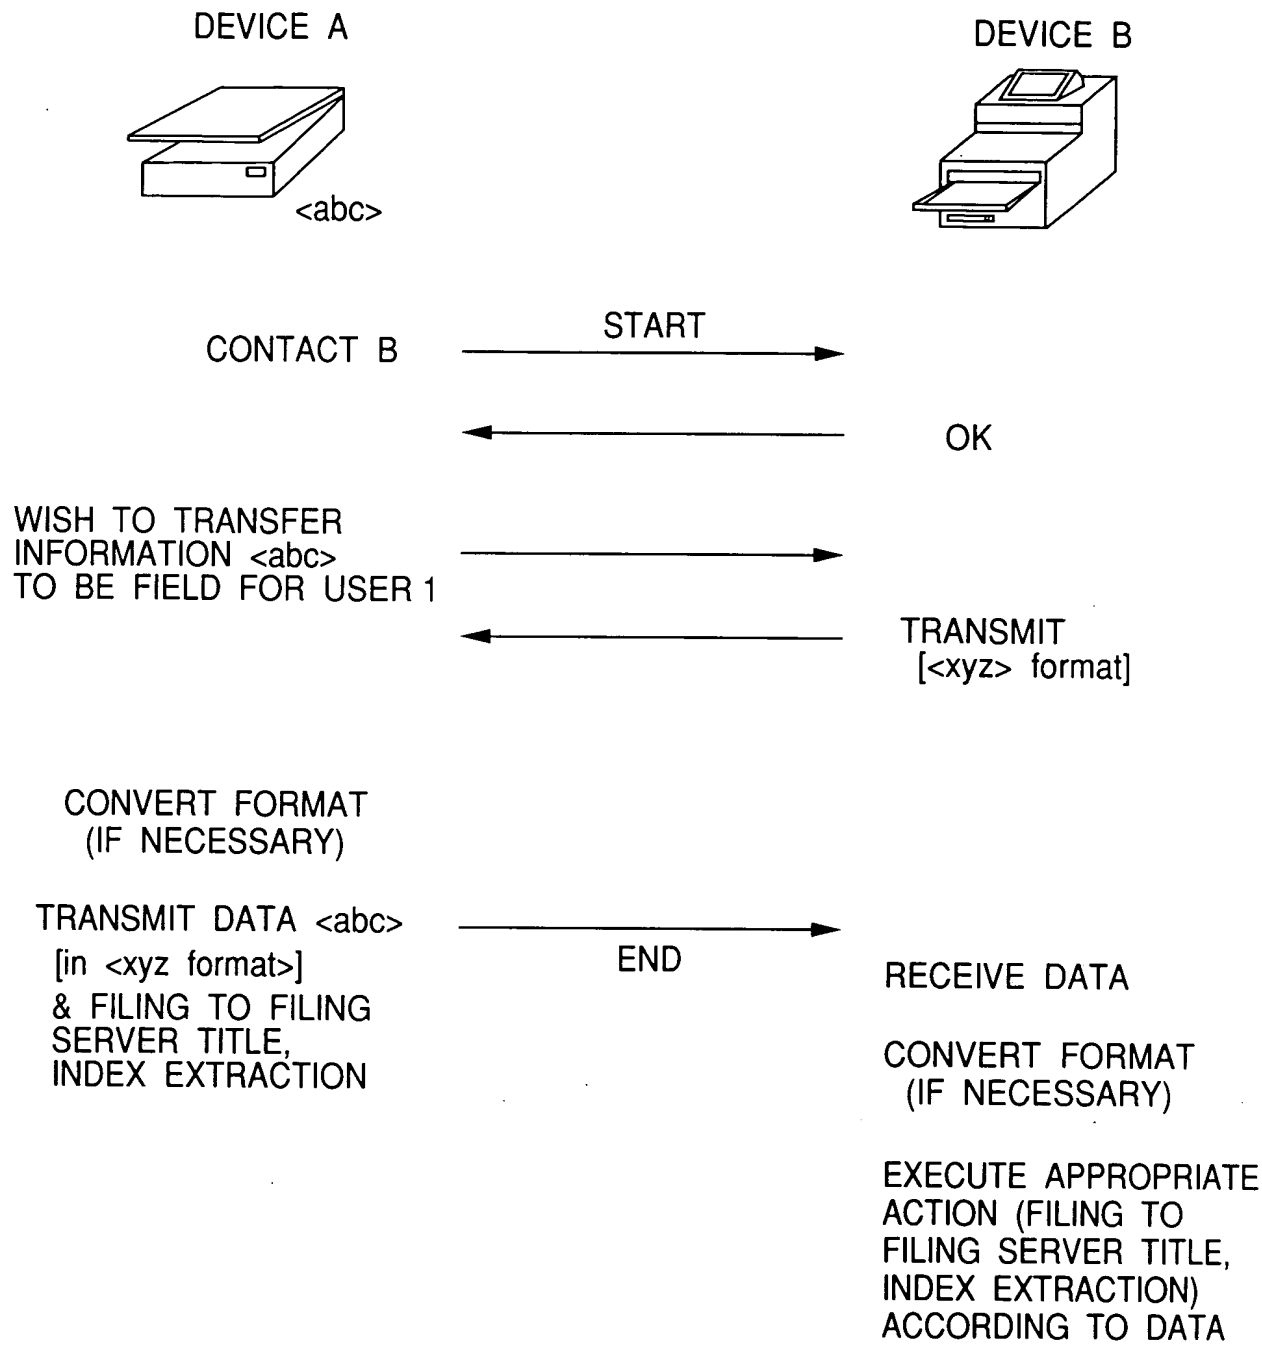 DEVICE A
DEVICE B
<abc>
START
CONTACT B
OK
WISH TO TRANSFER
INFORMATION <abc>
TO BE FIELD FOR USER 1
TRANSMIT
[<xyz> format]
CONVERT FORMAT
(IF NECESSARY)
TRANSMIT DATA <abc>
[in <xyz format>]
& FILING TO FILING
SERVER TITLE,
INDEX EXTRACTION
END
RECEIVE DATA
CONVERT FORMAT
(IF NECESSARY)
EXECUTE APPROPRIATE
ACTION (FILING TO
FILING SERVER TITLE,
INDEX EXTRACTION)
ACCORDING TO DATA